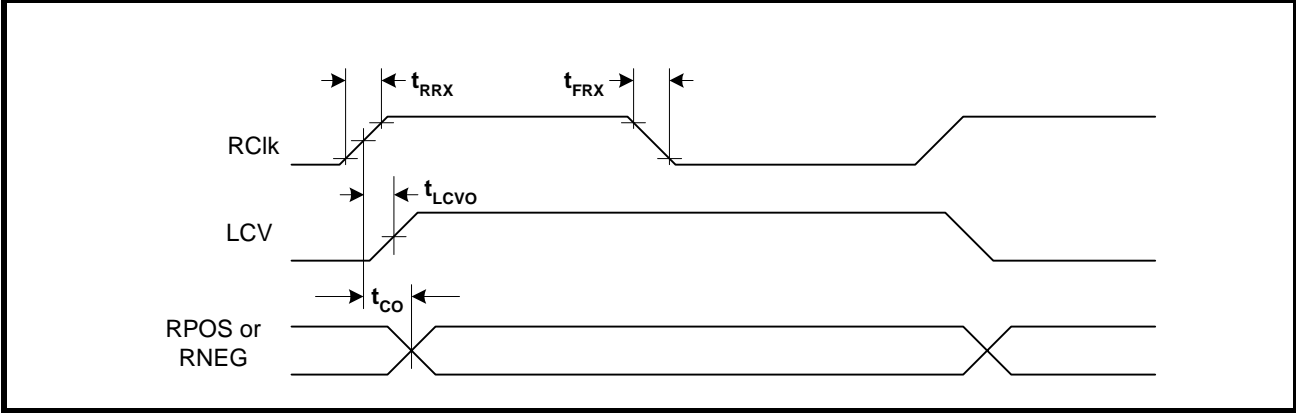 tRRX
tFRX
RClk
tLCVO
LCV
tCO
RPOS or
RNEG